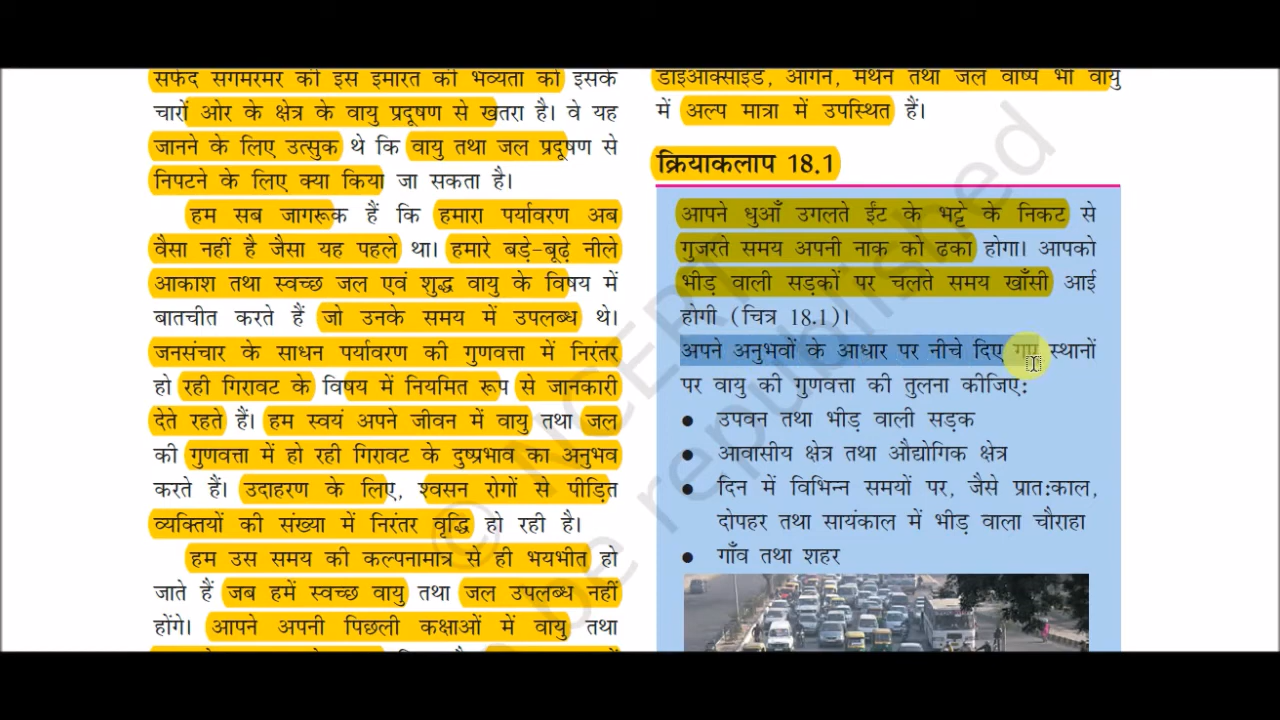 सफेद संगमरमर की इस इमारत की भव्यता को इसके
चारों ओर के क्षेत्र के वायु प्रदूषण से खतरा है। वे यह
जानने के लिए उत्सुक थे कि वायु तथा जल प्रदूषण से
निपटने के लिए क्या किया जा सकता है।
हम सब जागरूक हैं कि हमारा पर्यावरण अब
वैसा नहीं है जैसा यह पहले था। हमारे बड़े-बूढ़े नीले
आकाश तथा स्वच्छ जल एवं शुद्ध वायु के विषय में
बातचीत करते हैं जो उनके समय में उपलब्ध थे।
जनसंचार के साधन पर्यावरण की गुणवत्ता में निरंतर
हो रही गिरावट के विषय में नियमित रूप से जानकारी
देते रहते हैं। हम स्वयं अपने जीवन में वायु तथा जल
की गुणवत्ता में हो रही गिरावट के दुष्प्रभाव का अनुभव
करते हैं। उदाहरण के लिए, श्वसन रोगों से पीड़ित
व्यक्तियों की संख्या में निरंतर वृद्धि हो रही है।
हम उस समय की कल्पनामात्र से ही भयभीत हो
जाते हैं जब हमें स्वच्छ वायु तथा जल उपलब्ध नहीं
होंगे। आपने अपनी पिछली कक्षाओं में वायु तथा
डाइऑक्साइड, आर्गन, मेथैन तथा जल वाष्प भी वायु
में अल्प मात्रा में उपस्थित हैं।
क्रियाकलाप 18.1
आपने धुआँ उगलते ईंट के भट्टे के निकट से
गुजरते समय अपनी नाक को ढका होगा। आपको
भीड़ वाली सड़कों पर चलते समय खाँसी आई
होगी (चित्र 18.1)।
अपने अनुभवों के आधार पर नीचे दिए गए स्थानों
पर वायु की गुणवत्ता की तुलना कीजिए:
● उपवन तथा भीड़ वाली सड़क
● आवासीय क्षेत्र तथा औद्योगिक क्षेत्र
● दिन में विभिन्न समयों पर, जैसे प्रात:काल,
दोपहर तथा सायंकाल में भीड़ वाला चौराहा
● गाँव तथा शहर
© NCERT
be republished